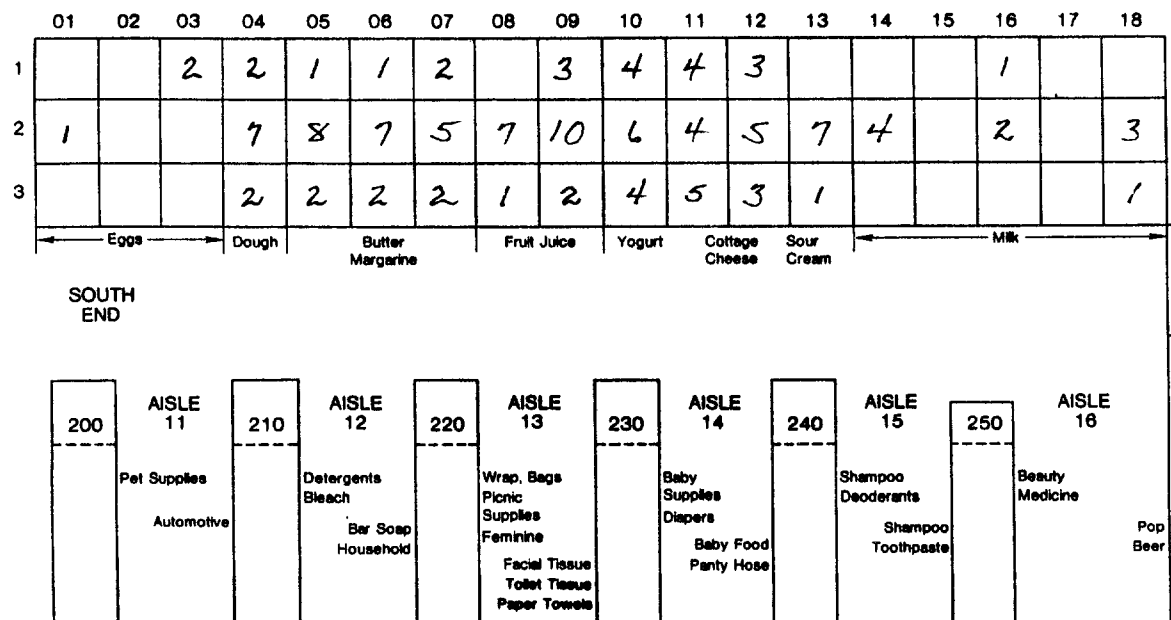 01 02 03 04 05 06 07 08 09 10 11 12 13 14 15 16 17 18
1 2 2 1 1 2 3 4 4 3 1
2 1 7 8 7 5 7 10 6 4 5 7 4 2 3
3 2 2 2 2 1 2 4 5 3 1 1
Eggs Dough Butter Fruit Juice Yogurt Cottage Sour Milk
Margarine Cheese Cream
SOUTH
END
AISLE AISLE AISLE AISLE AISLE AISLE
200 11 210 12 220 13 230 14 240 15 250 16
Pet Supplies Detergents Wrap, Bags Baby Shampoo Beauty
Bleach Picnic Supplies Deoderants Medicine
Automotive Bar Soap Supplies Diapers Shampoo Pop
Household Feminine Baby Food Toothpaste Beer
Facial Tissue Panty Hose
Toilet Tissue
Paper Towels